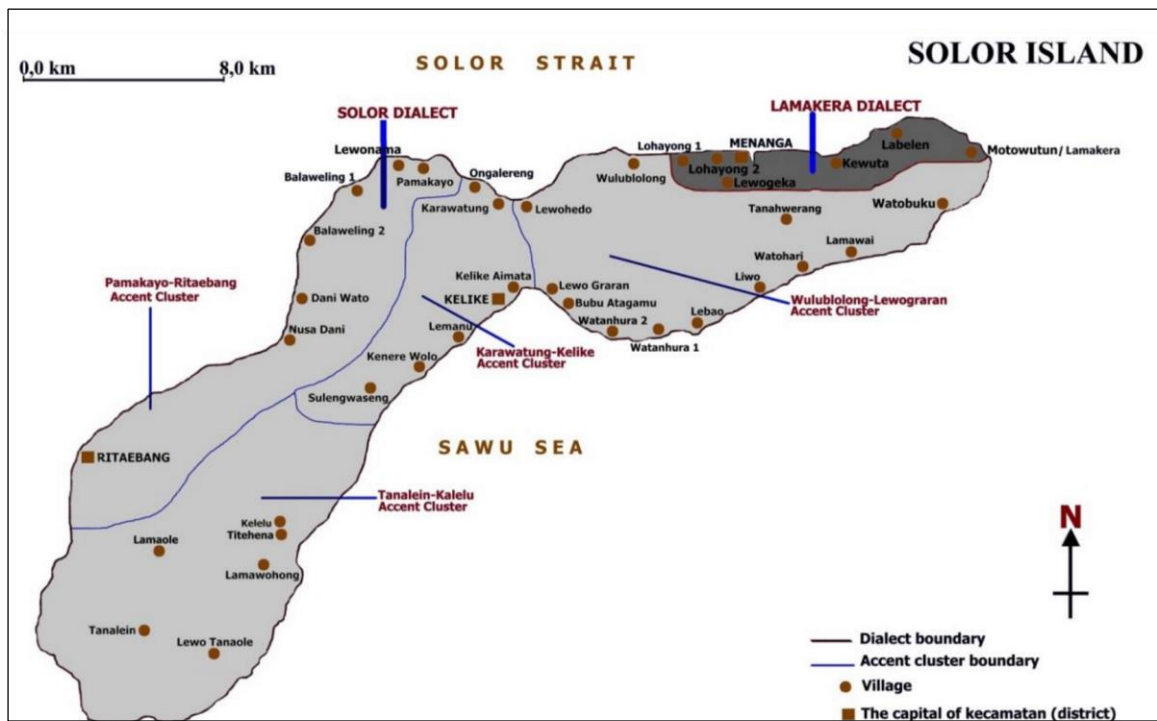 SOLOR ISLAND
0,0 km 8,0 km
SOLOR STRAIT
SOLOR DIALECT
LAMAKERA DIALECT
Labelen
Lewonama
Lohayong 1
MENANGA
Motowutun/ Lamakera
Pamakayo
Ongalereng
Lohayong 2
Kewuta
Balaweling 1
Wulublolong
Lewogeka
Karawatung
Lewohedo
Watobuku
Tanahwerang
Balaweling 2
Lamawai
Watohari
Kelike Aimata
Liwo
Pamakayo-Ritaebang
Accent Cluster
Dani Wato
KELIKE
Lewo Graran
Bubu Atagamu
Wulublolong-Lewograran
Accent Cluster
Nusa Dani
Lemanu
Watanhura 2
Lebao
Watanhura 1
Karawatung-Kelike
Accent Cluster
Kenere Wolo
Sulengwaseng
SAWU SEA
RITAEBANG
Tanalein-Kalelu
Accent Cluster
Kelelu
Titehena
Lamaole
Lamawohong
Tanalein
Lewo Tanaole
N
Dialect boundary
Accent cluster boundary
Village
The capital of kecamatan (district)